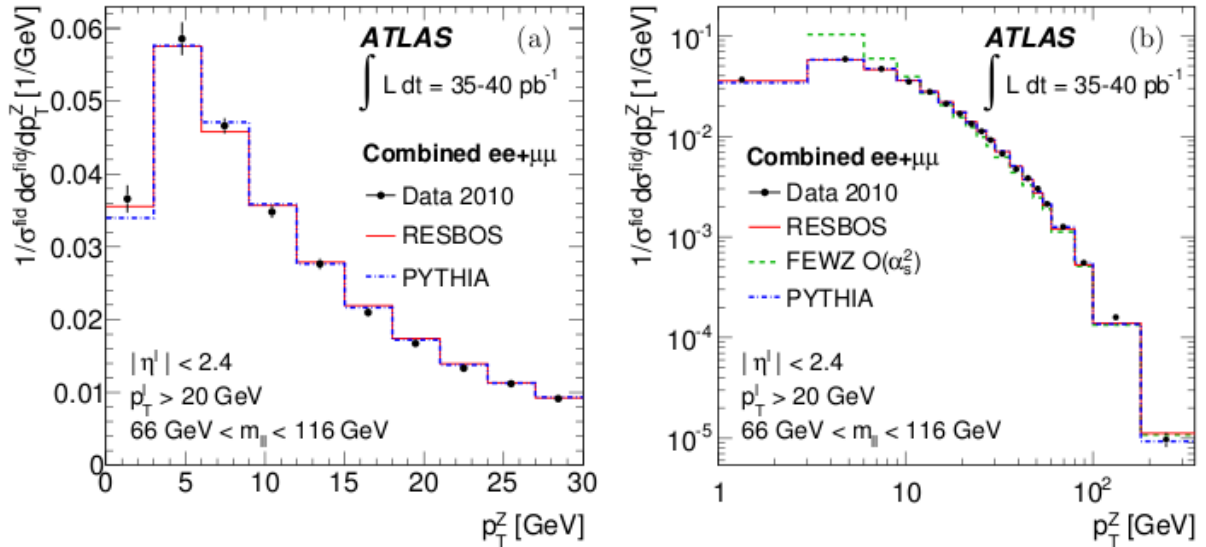 1/σ^fid dσ^fid/dp_T^Z [1/GeV]
0.06
0.05
0.04
0.03
0.02
0.01
0
ATLAS (a)
∫ L dt = 35-40 pb^-1
Combined ee+μμ
Data 2010
RESBOS
PYTHIA
| η^l | < 2.4
p_T^l > 20 GeV
66 GeV < m_ll < 116 GeV
0 5 10 15 20 25 30
p_T^Z [GeV]
1/σ^fid dσ^fid/dp_T^Z [1/GeV]
10^-1
10^-2
10^-3
10^-4
10^-5
ATLAS (b)
∫ L dt = 35-40 pb^-1
Combined ee+μμ
Data 2010
RESBOS
FEWZ O(α_s^2)
PYTHIA
| η^l | < 2.4
p_T^l > 20 GeV
66 GeV < m_ll < 116 GeV
1 10 10^2
p_T^Z [GeV]